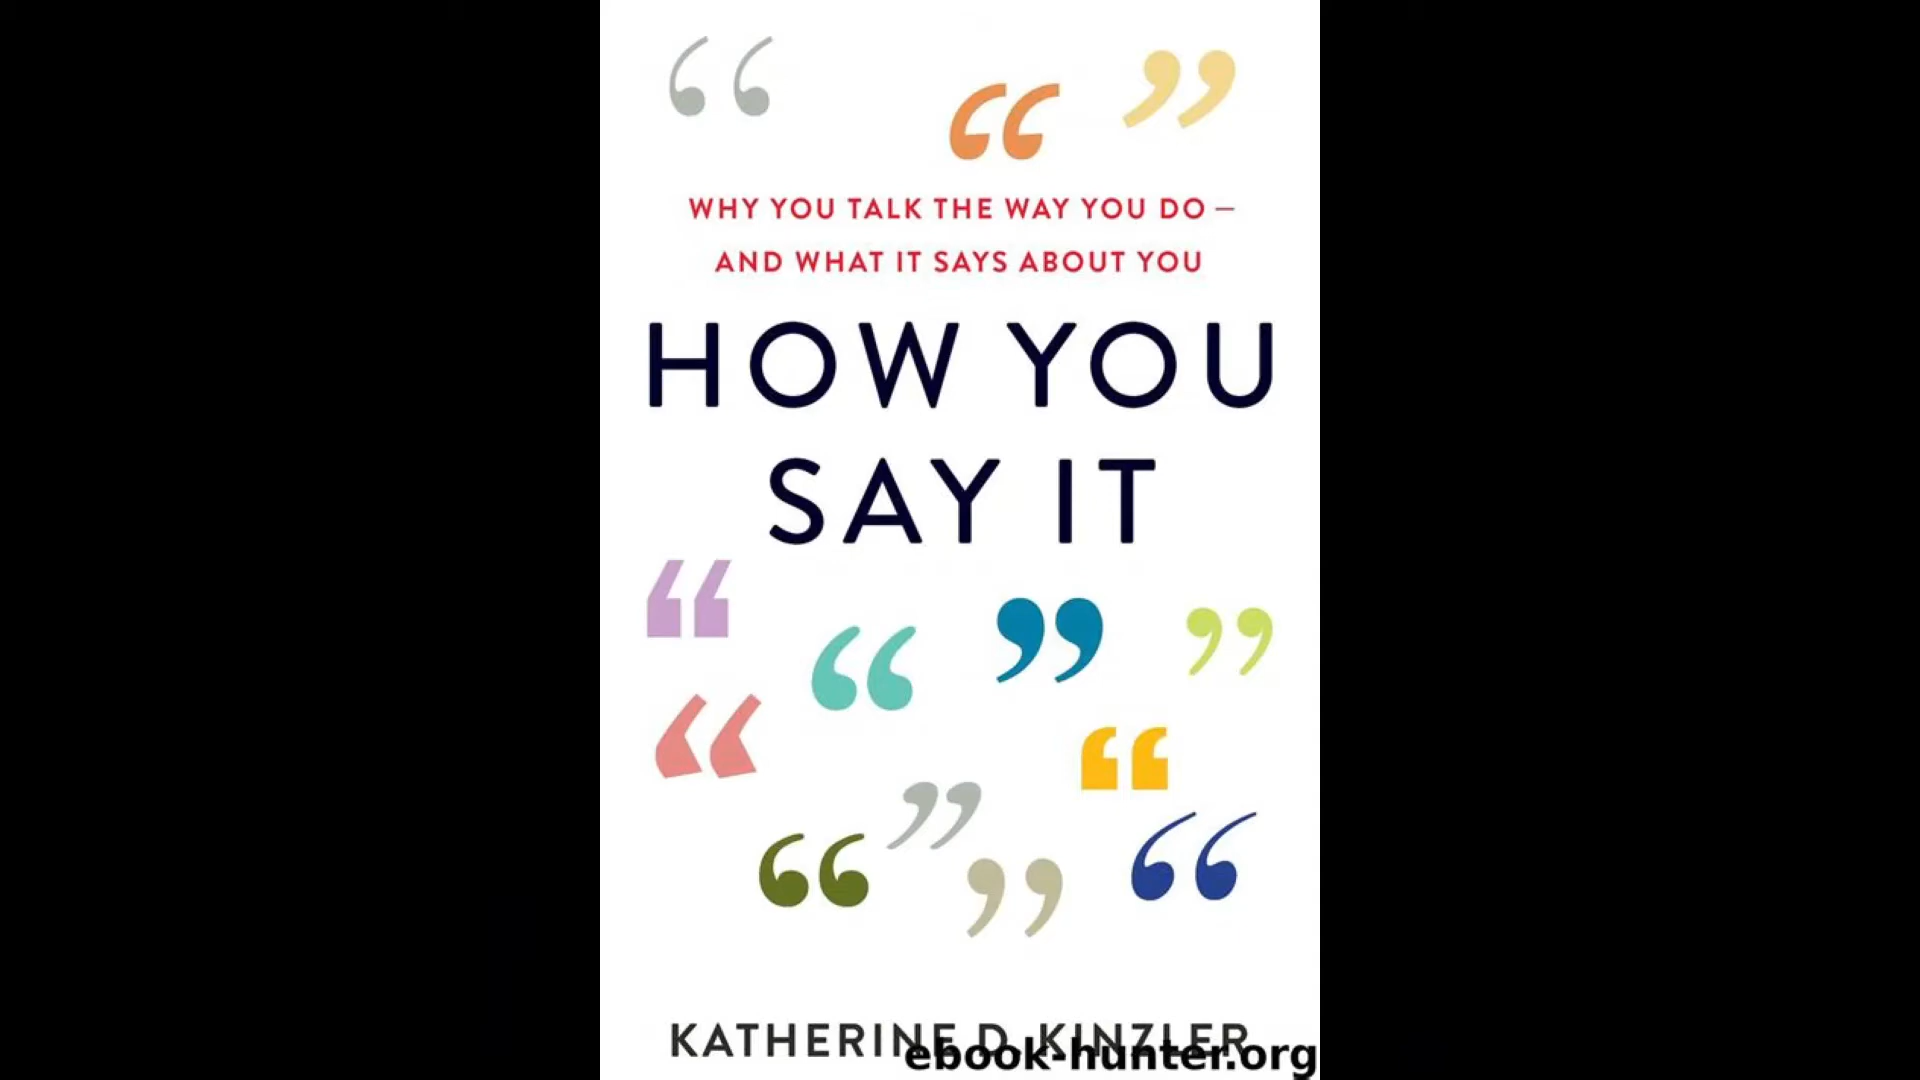 WHY YOU TALK THE WAY YOU DO –
AND WHAT IT SAYS ABOUT YOU
HOW YOU
SAY IT
KATHERINE D. KINZLER
ebook-hunter.org